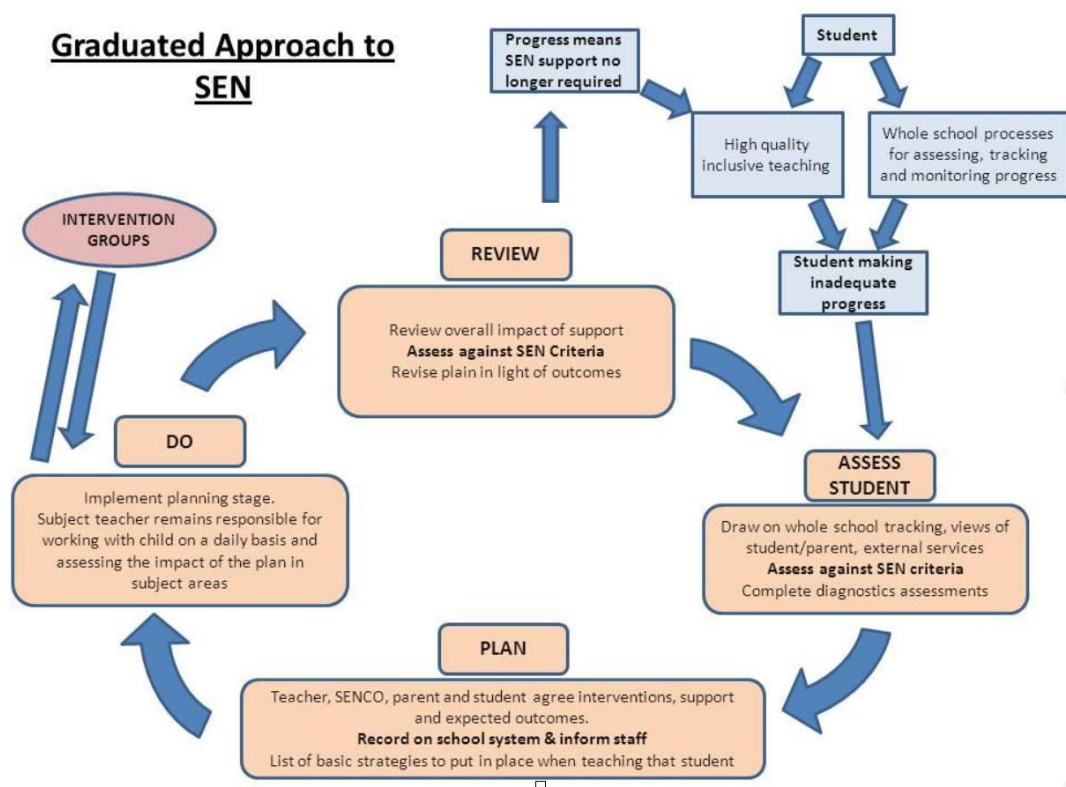 Graduated Approach to
SEN
Progress means
SEN support no
longer required
Student
High quality
inclusive teaching
Whole school processes
for assessing, tracking
and monitoring progress
Student making
inadequate
progress
INTERVENTION
GROUPS
REVIEW
Review overall impact of support
Assess against SEN Criteria
Revise plain in light of outcomes
DO
Implement planning stage.
Subject teacher remains responsible for
working with child on a daily basis and
assessing the impact of the plan in
subject areas
ASSESS
STUDENT
Draw on whole school tracking, views of
student/parent, external services
Assess against SEN criteria
Complete diagnostics assessments
PLAN
Teacher, SENCO, parent and student agree interventions, support
and expected outcomes.
Record on school system & inform staff
List of basic strategies to put in place when teaching that student